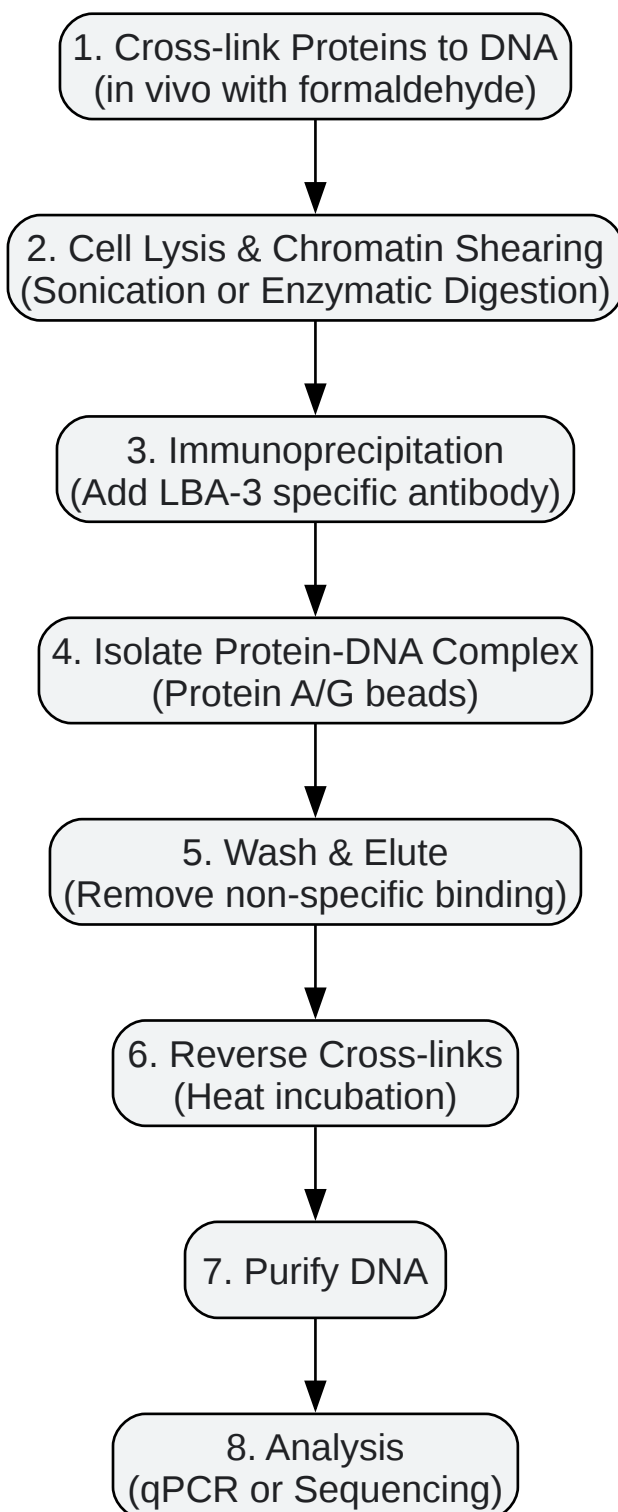 1. Cross-link Proteins to DNA
(in vivo with formaldehyde)
2. Cell Lysis & Chromatin Shearing
(Sonication or Enzymatic Digestion)
3. Immunoprecipitation
(Add LBA-3 specific antibody)
4. Isolate Protein-DNA Complex
(Protein A/G beads)
5. Wash & Elute
(Remove non-specific binding)
6. Reverse Cross-links
(Heat incubation)
7. Purify DNA
8. Analysis
(qPCR or Sequencing)